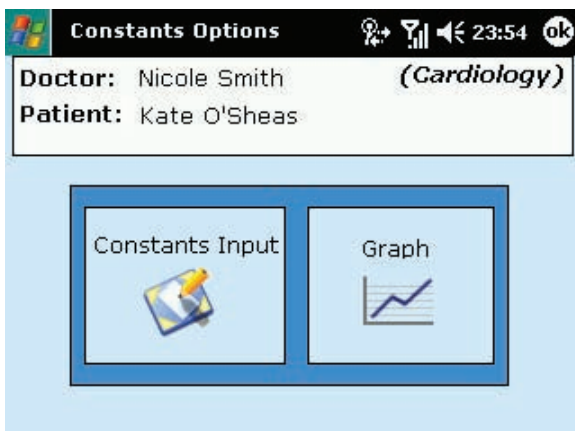 Constants Options 23:54 ok
Doctor: Nicole Smith (Cardiology)
Patient: Kate O'Sheas
Constants Input
Graph